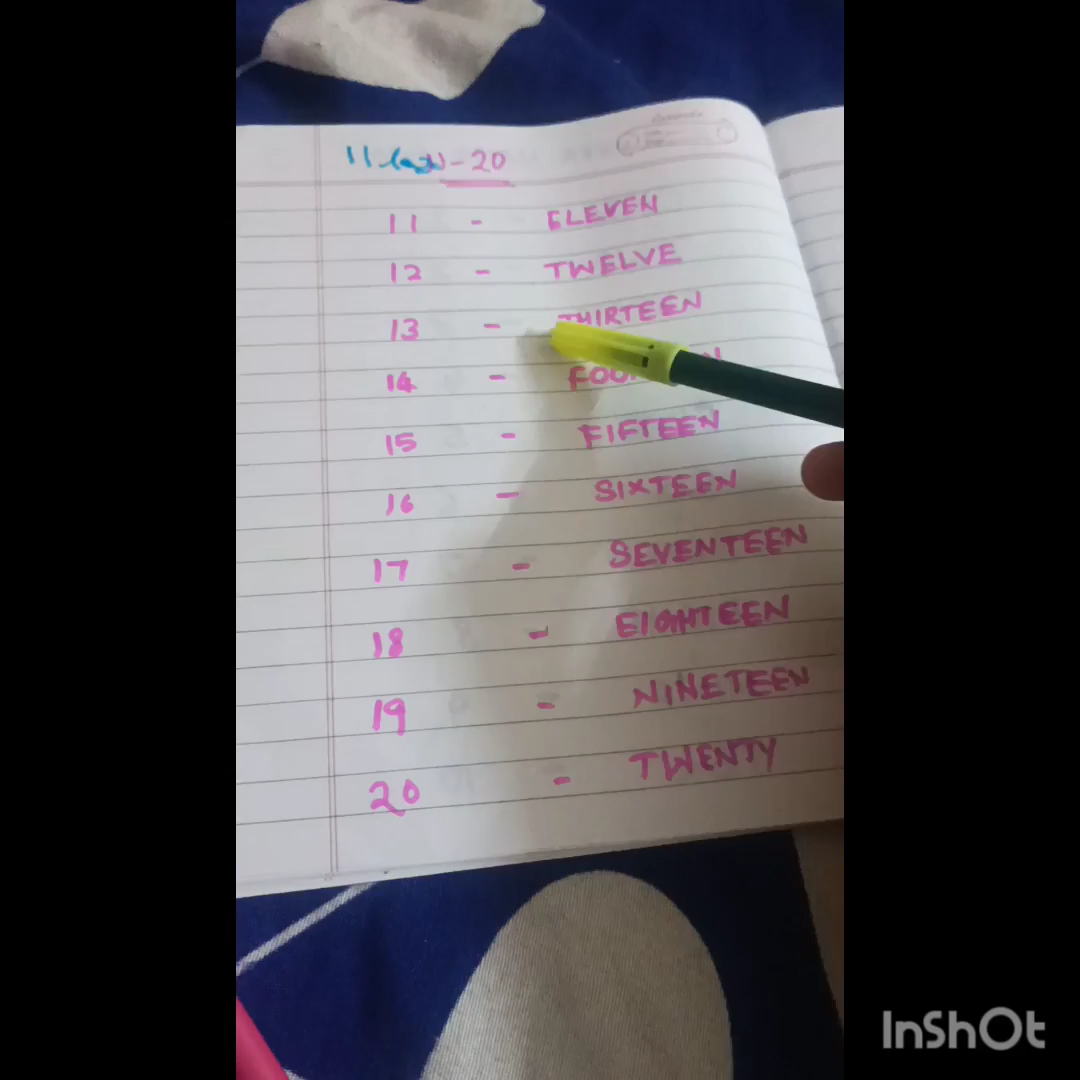 11 - 20
11 - ELEVEN
12 - TWELVE
13 - THIRTEEN
14 -
15 - FIFTEEN
16 - SIXTEEN
17 - SEVENTEEN
18 - EIGHTEEN
19 - NINETEEN
20 - TWENTY
InShOt